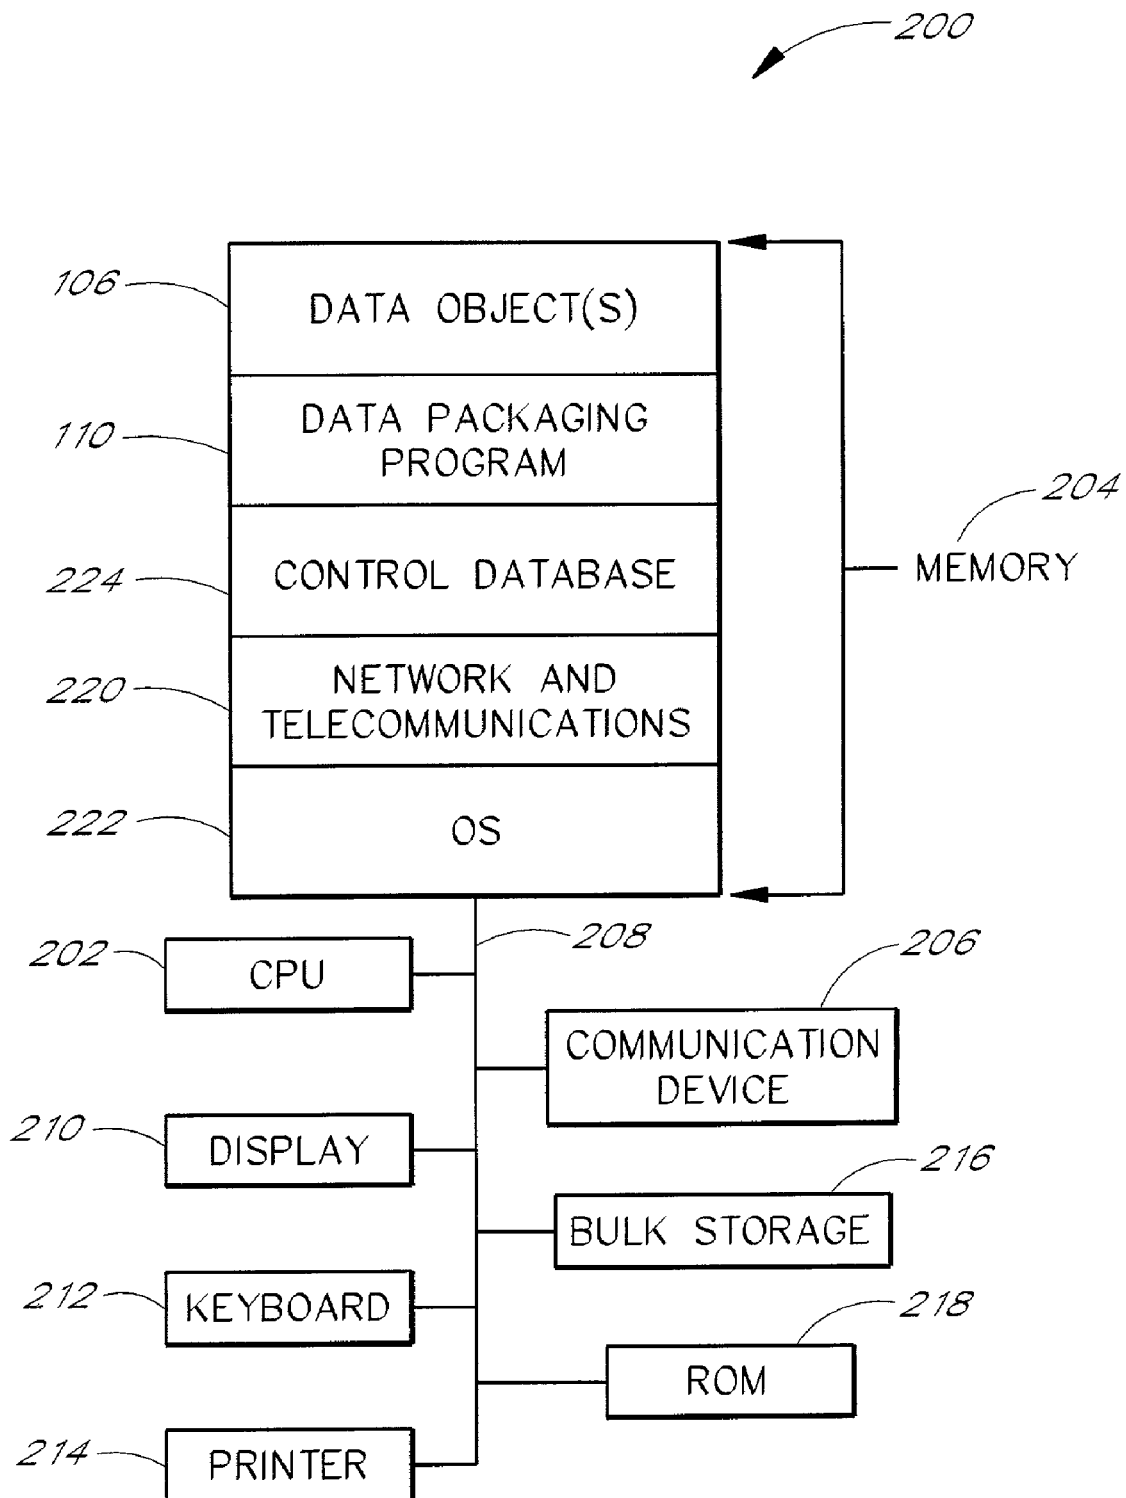 200
106
DATA OBJECT(S)
110
DATA PACKAGING
PROGRAM
204
MEMORY
224
CONTROL DATABASE
220
NETWORK AND
TELECOMMUNICATIONS
222
OS
208
202
CPU
206
COMMUNICATION
DEVICE
210
DISPLAY
216
BULK STORAGE
212
KEYBOARD
218
ROM
214
PRINTER